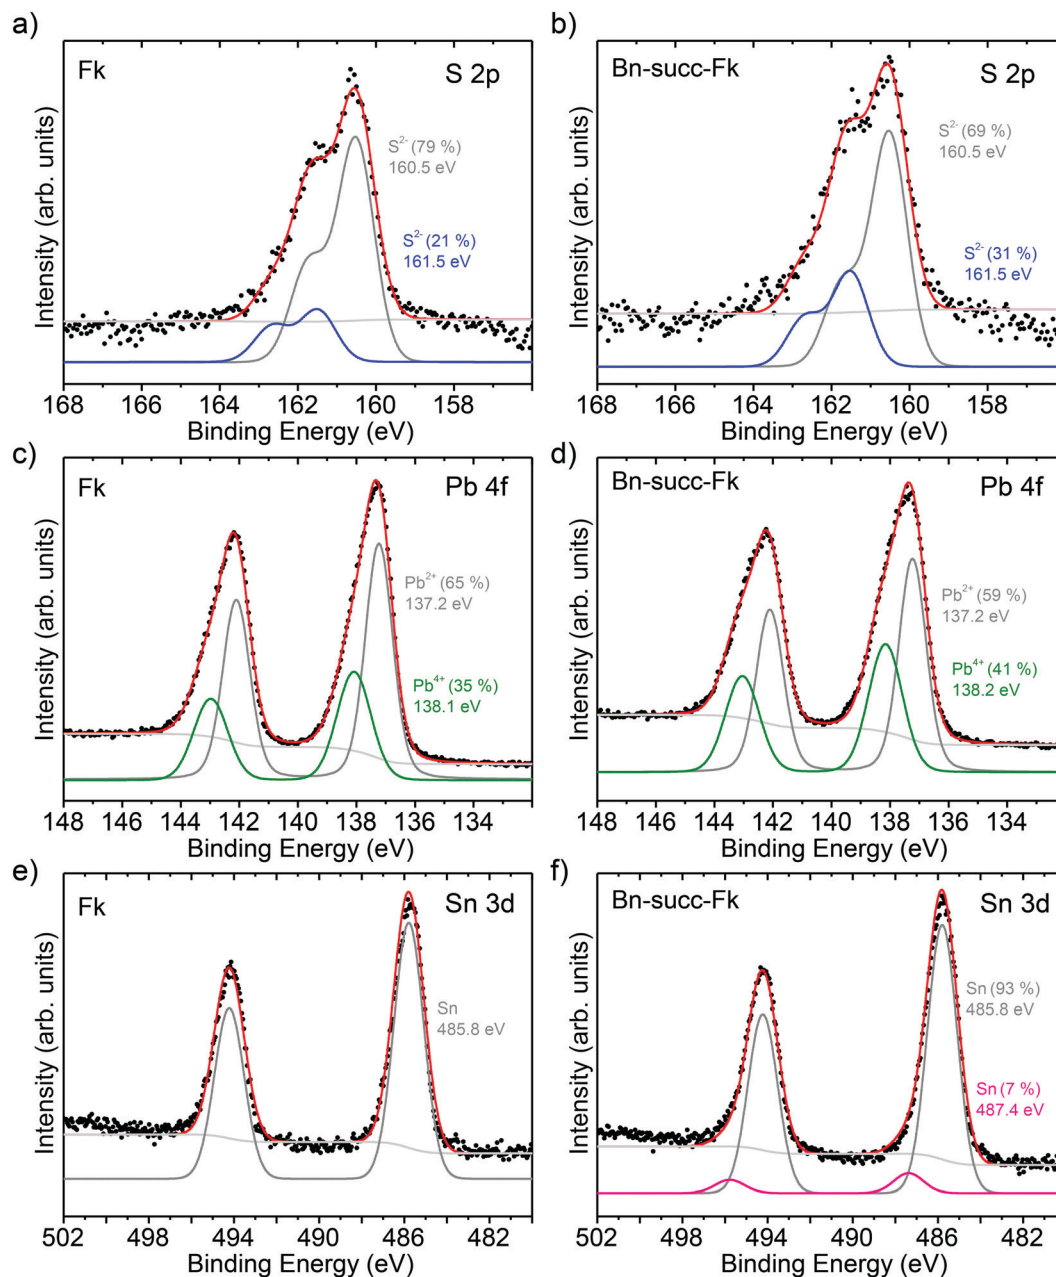 a)
Fk
S 2p
S²⁻ (79 %)
160.5 eV
S²⁻ (21 %)
161.5 eV
Intensity (arb. units)
168 166 164 162 160 158
Binding Energy (eV)
b)
Bn-succ-Fk
S 2p
S²⁻ (69 %)
160.5 eV
S²⁻ (31 %)
161.5 eV
Intensity (arb. units)
168 166 164 162 160 158
Binding Energy (eV)
c)
Fk
Pb 4f
Pb²⁺ (65 %)
137.2 eV
Pb⁴⁺ (35 %)
138.1 eV
Intensity (arb. units)
148 146 144 142 140 138 136 134
Binding Energy (eV)
d)
Bn-succ-Fk
Pb 4f
Pb²⁺ (59 %)
137.2 eV
Pb⁴⁺ (41 %)
138.2 eV
Intensity (arb. units)
148 146 144 142 140 138 136 134
Binding Energy (eV)
e)
Fk
Sn 3d
Sn
485.8 eV
Intensity (arb. units)
502 498 494 490 486 482
Binding Energy (eV)
f)
Bn-succ-Fk
Sn 3d
Sn (93 %)
485.8 eV
Sn (7 %)
487.4 eV
Intensity (arb. units)
502 498 494 490 486 482
Binding Energy (eV)